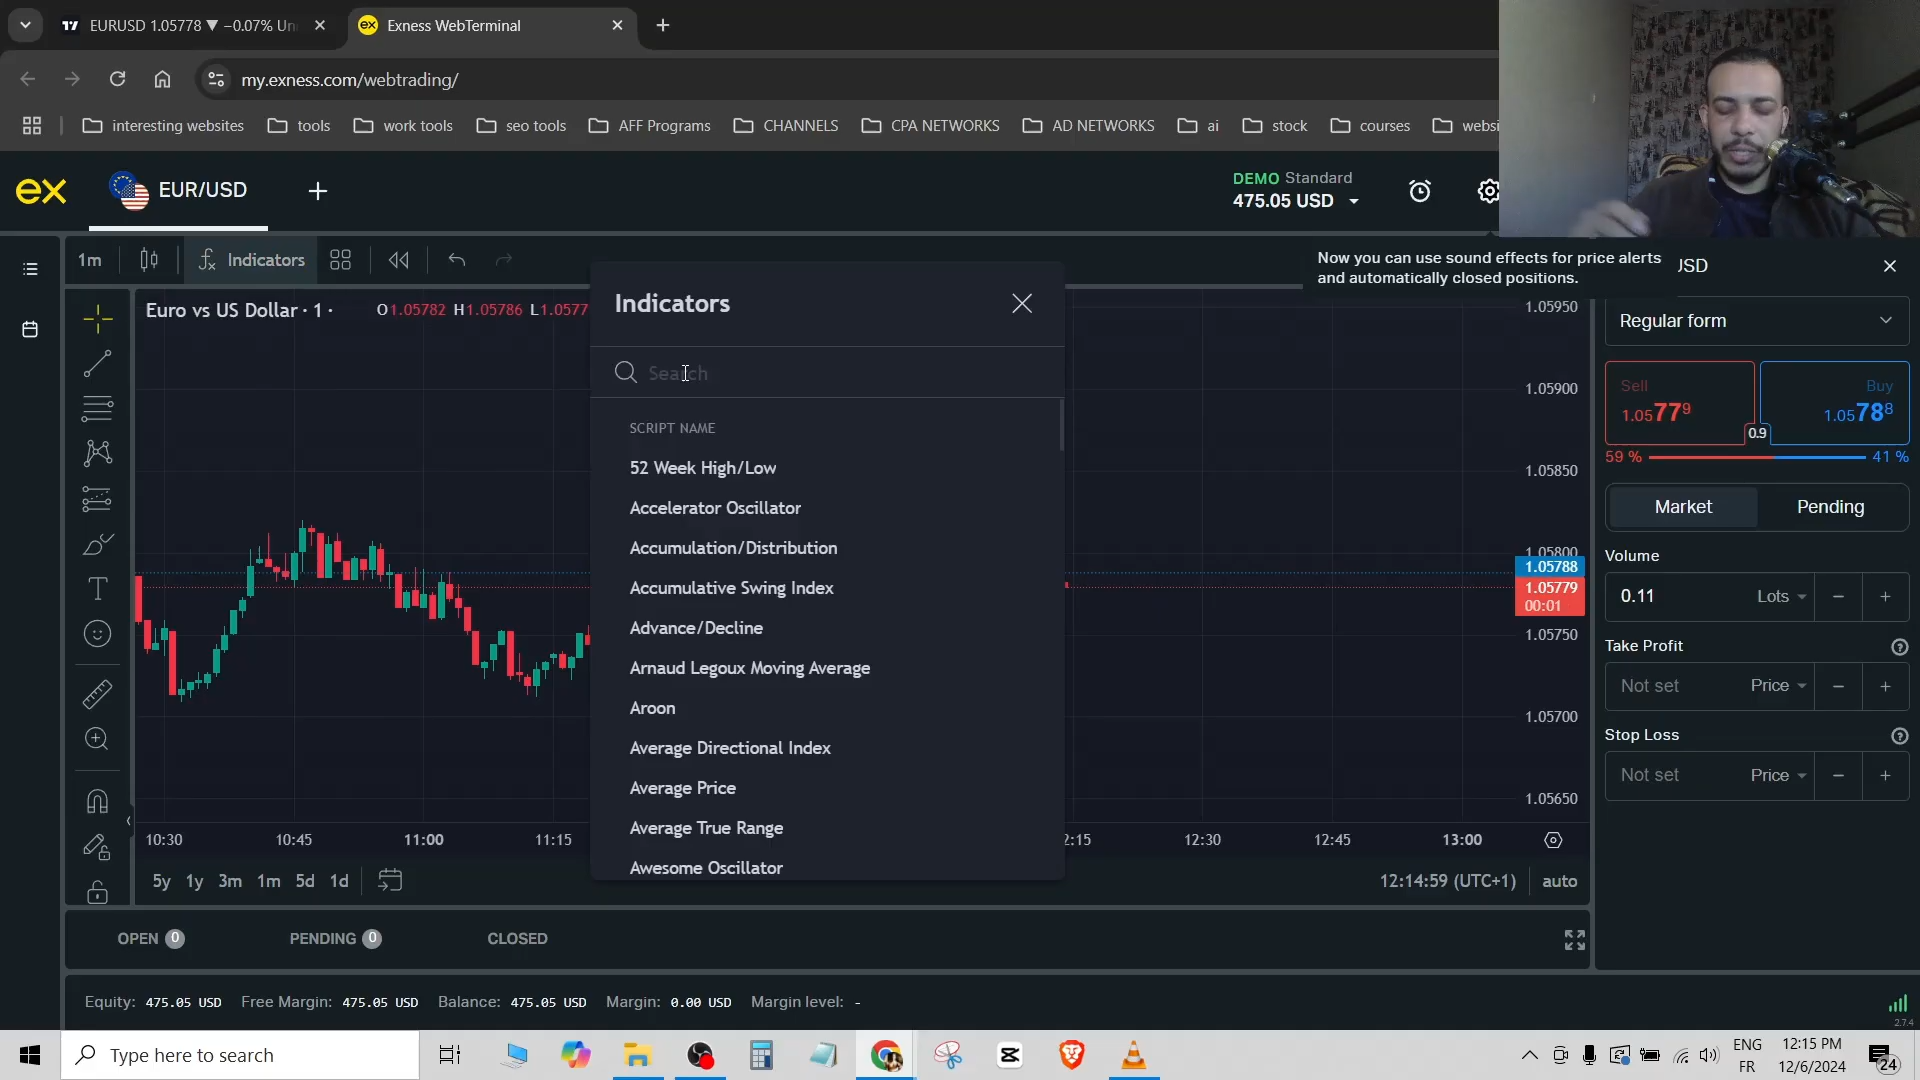 EURUSD 1.05778 ▼ −0.07% Un
Exness WebTerminal
my.exness.com/webtrading/
interesting websites
tools
work tools
seo tools
AFF Programs
CHANNELS
CPA NETWORKS
AD NETWORKS
ai
stock
courses
websi
ex
EUR/USD
DEMO Standard
475.05 USD
1m
Indicators
Now you can use sound effects for price alerts
and automatically closed positions.
JSD
Euro vs US Dollar · 1 ·
O1.05782 H1.05786 L1.0577
Indicators
Search
SCRIPT NAME
52 Week High/Low
Accelerator Oscillator
Accumulation/Distribution
Accumulative Swing Index
Advance/Decline
Arnaud Legoux Moving Average
Aroon
Average Directional Index
Average Price
Average True Range
Awesome Oscillator
1.05950
1.05900
1.05850
1.05800
1.05788
1.05779
00:01
1.05750
1.05700
1.05650
10:30
10:45
11:00
11:15
2:15
12:30
12:45
13:00
5y 1y 3m 1m 5d 1d
12:14:59 (UTC+1)
auto
Regular form
Sell
1.05779
Buy
1.05788
0.9
59 %
41 %
Market
Pending
Volume
0.11
Lots
Take Profit
Not set
Price
Stop Loss
Not set
Price
OPEN 0
PENDING 0
CLOSED
Equity: 475.05 USD Free Margin: 475.05 USD Balance: 475.05 USD Margin: 0.00 USD Margin level: -
2.7.4
Type here to search
ENG
FR
12:15 PM
12/6/2024
24